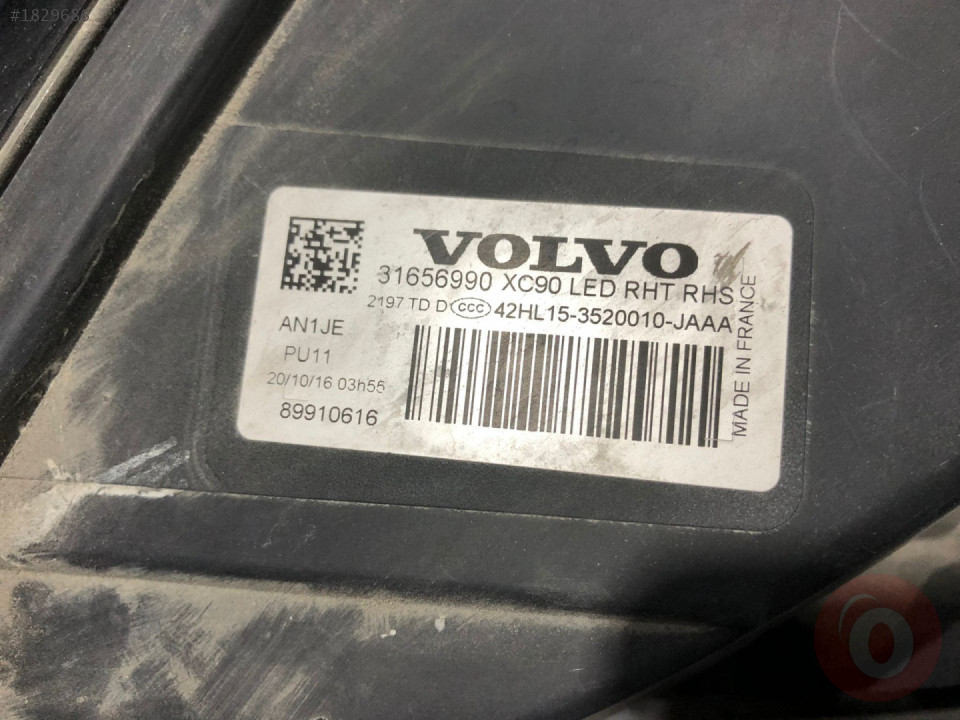 #182968
VOLVO
31656990 XC90 LED RHT RHS
2197 TD D CCC 42HL15-3520010-JAAA
AN1JE
PU11
20/10/16 03h55
89910616
MADE IN FRANCE